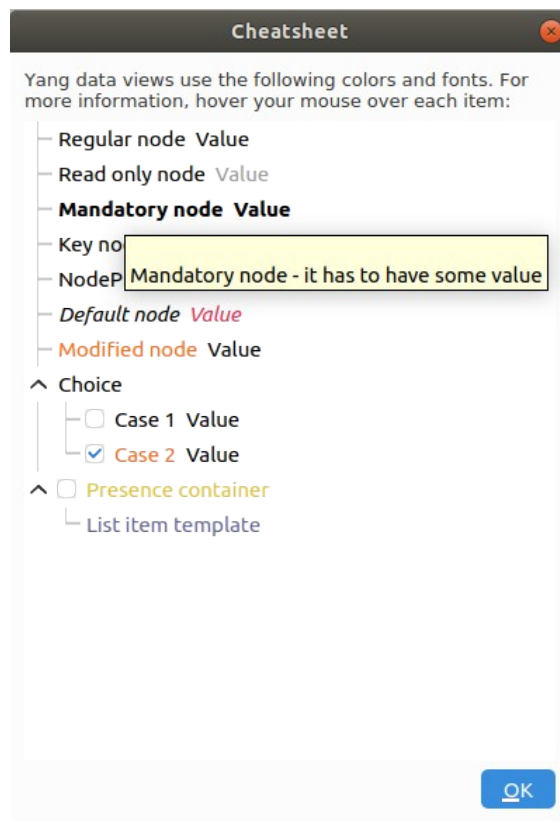 Cheatsheet
Yang data views use the following colors and fonts. For
more information, hover your mouse over each item:
Regular node Value
Read only node Value
Mandatory node Value
Key no
Mandatory node - it has to have some value
NodeP
Default node Value
Modified node Value
Choice
Case 1 Value
Case 2 Value
Presence container
List item template
OK